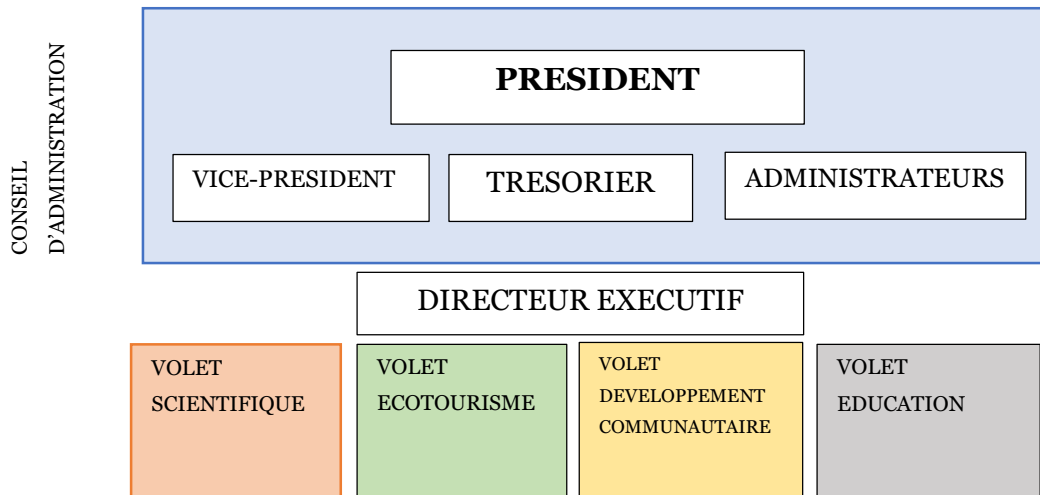 CONSEIL
D’ADMINISTRATION
PRESIDENT
VICE-PRESIDENT
TRESORIER
ADMINISTRATEURS
DIRECTEUR EXECUTIF
VOLET
SCIENTIFIQUE
VOLET
ECOTOURISME
VOLET
DEVELOPPEMENT
COMMUNAUTAIRE
VOLET
EDUCATION